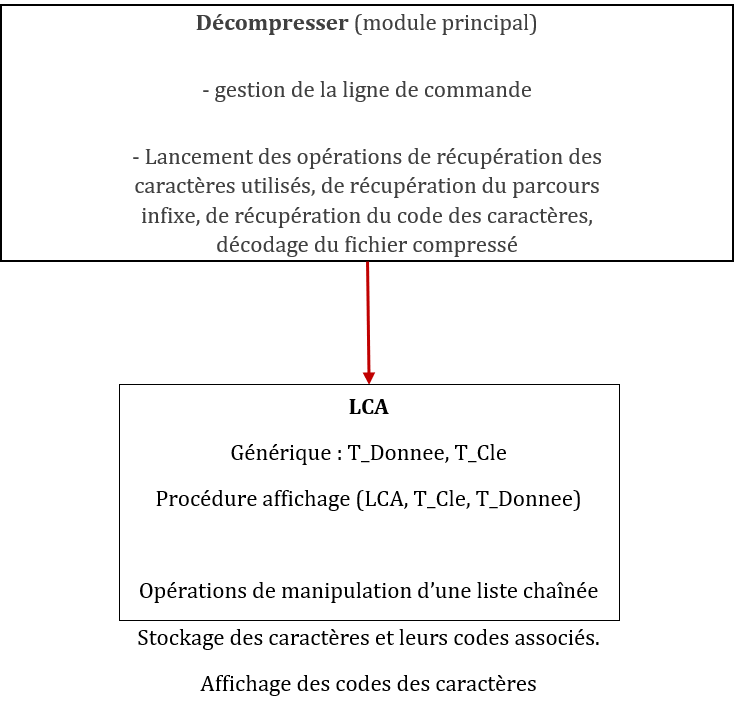 Décompresser (module principal)
- gestion de la ligne de commande
- Lancement des opérations de récupération des
caractères utilisés, de récupération du parcours
infixe, de récupération du code des caractères,
décodage du fichier compressé
LCA
Générique : T_Donnee, T_Cle
Procédure affichage (LCA, T_Cle, T_Donnee)
Opérations de manipulation d’une liste chaînée
Stockage des caractères et leurs codes associés.
Affichage des codes des caractères